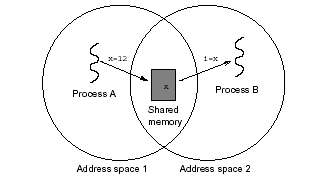 x=12
i=x
x
Process A
Process B
Shared
memory
Address space 1
Address space 2